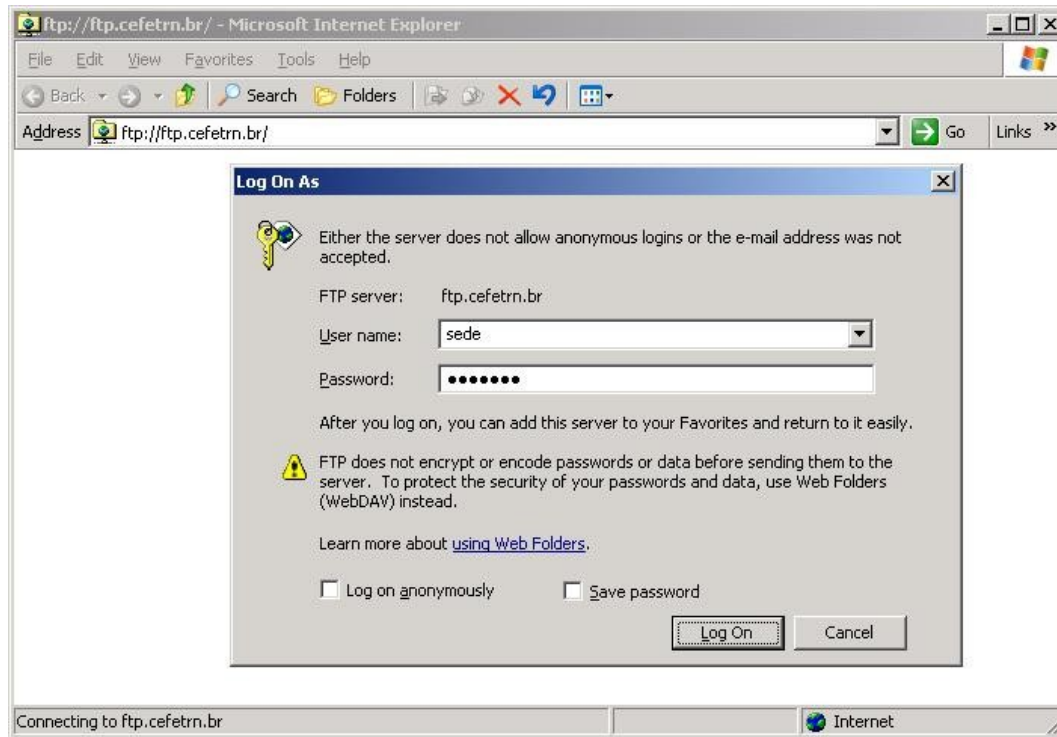 ftp://ftp.cefetrn.br/ - Microsoft Internet Explorer
File Edit View Favorites Tools Help
Back Search Folders
Address ftp://ftp.cefetrn.br/ Go Links »
Log On As
Either the server does not allow anonymous logins or the e-mail address was not
accepted.
FTP server: ftp.cefetrn.br
User name: sede
Password: •••••••
After you log on, you can add this server to your Favorites and return to it easily.
FTP does not encrypt or encode passwords or data before sending them to the
server. To protect the security of your passwords and data, use Web Folders
(WebDAV) instead.
Learn more about using Web Folders.
Log on anonymously Save password
Log On Cancel
Connecting to ftp.cefetrn.br Internet